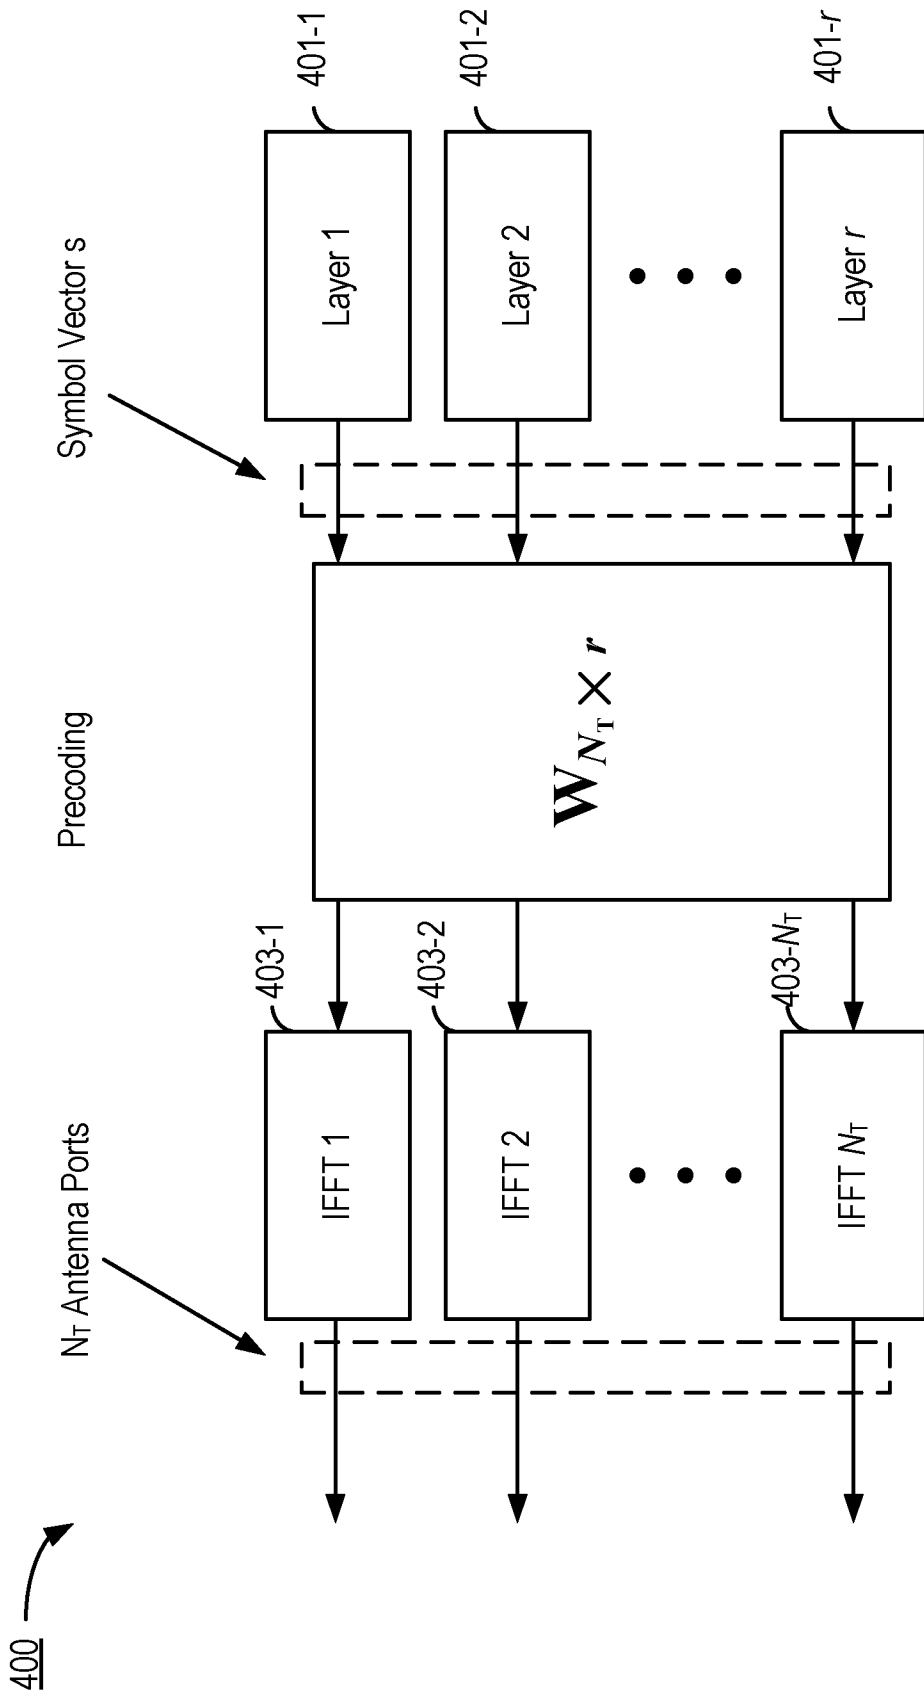 400
N_T Antenna Ports
Precoding
Symbol Vector s
403-1
IFFT 1
403-2
IFFT 2
403-N_T
IFFT N_T
W_{N_T} × r
401-1
Layer 1
401-2
Layer 2
401-r
Layer r